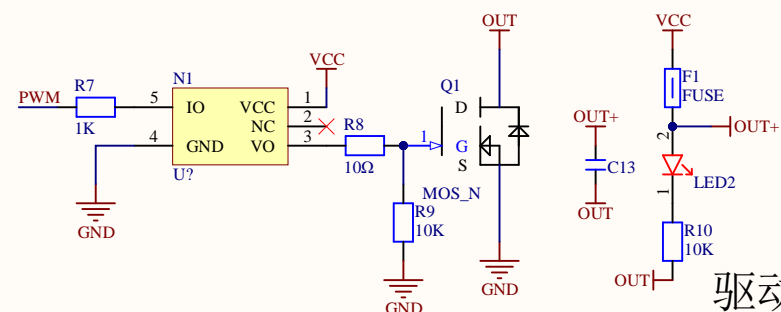 OUT
VCC
VCC
R7
N1
Q1
F1
FUSE
PWM
5
IO
VCC
1
D
1K
NC
2
R8
1
G
OUT+
2
OUT+
4
GND
VO
3
S
U?
10Ω
C13
LED2
MOS_N
1
R9
10K
OUT
R10
10K
GND
GND
GND
OUT
驱动